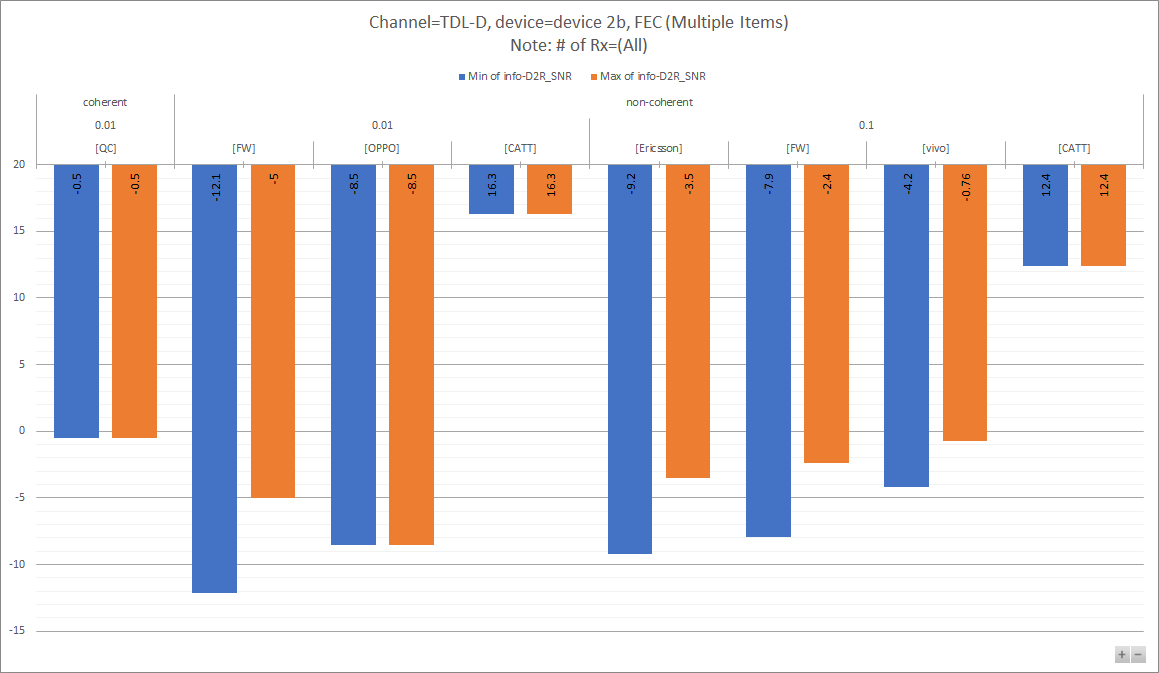 Channel=TDL-D, device=device 2b, FEC (Multiple Items)
Note: # of Rx=(All)
Min of info-D2R_SNR Max of info-D2R_SNR
coherent non-coherent
0.01 0.01 0.1
[QC] [FW] [OPPO] [CATT] [Ericsson] [FW] [vivo] [CATT]
20
-0.5 -0.5 -12.1 -5 -8.5 -8.5 16.3 16.3 -9.2 -3.5 -7.9 -2.4 -4.2 -0.76 12.4 12.4
15
10
5
0
-5
-10
-15
+ −